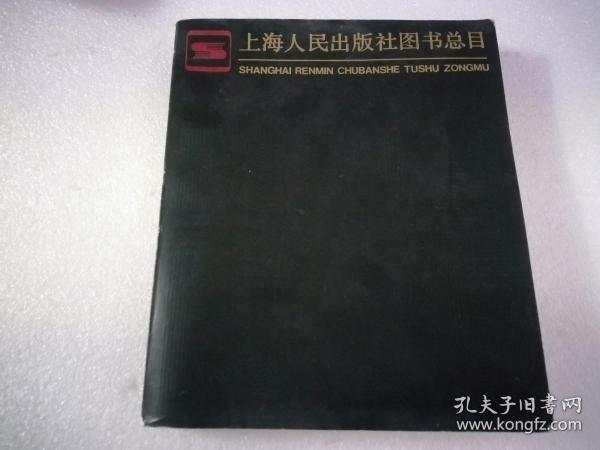 上海人民出版社图书总目
SHANGHAI RENMIN CHUBANSHE TUSHU ZONGMU
孔夫子旧書网
www.kongfz.com